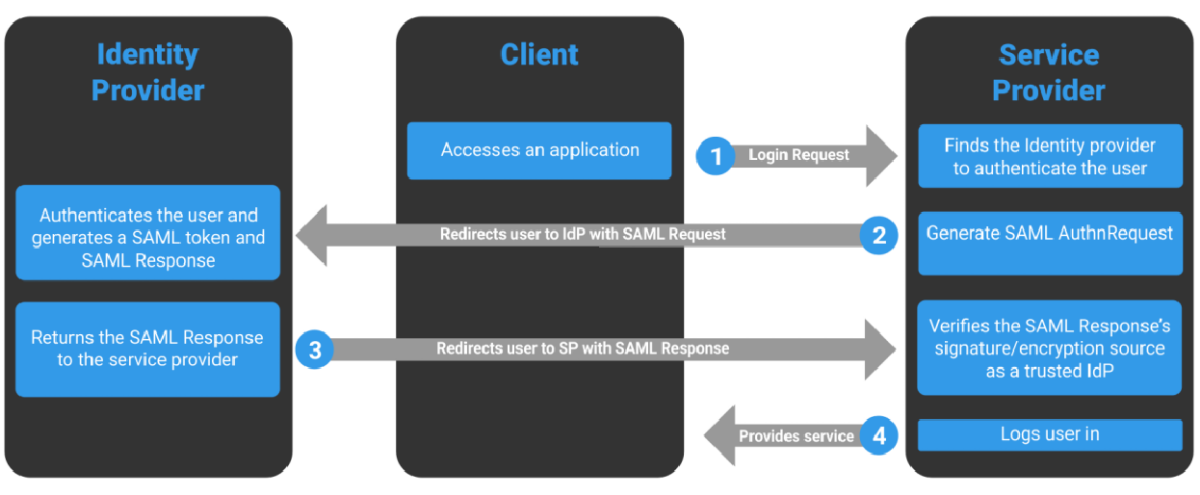 Identity
Provider
Client
Service
Provider
Accesses an application
1
Login Request
Finds the Identity provider
to authenticate the user
Authenticates the user and
generates a SAML token and
SAML Response
Redirects user to IdP with SAML Request
2
Generate SAML AuthnRequest
Returns the SAML Response
to the service provider
3
Redirects user to SP with SAML Response
Verifies the SAML Response's
signature/encryption source
as a trusted IdP
Provides service
4
Logs user in